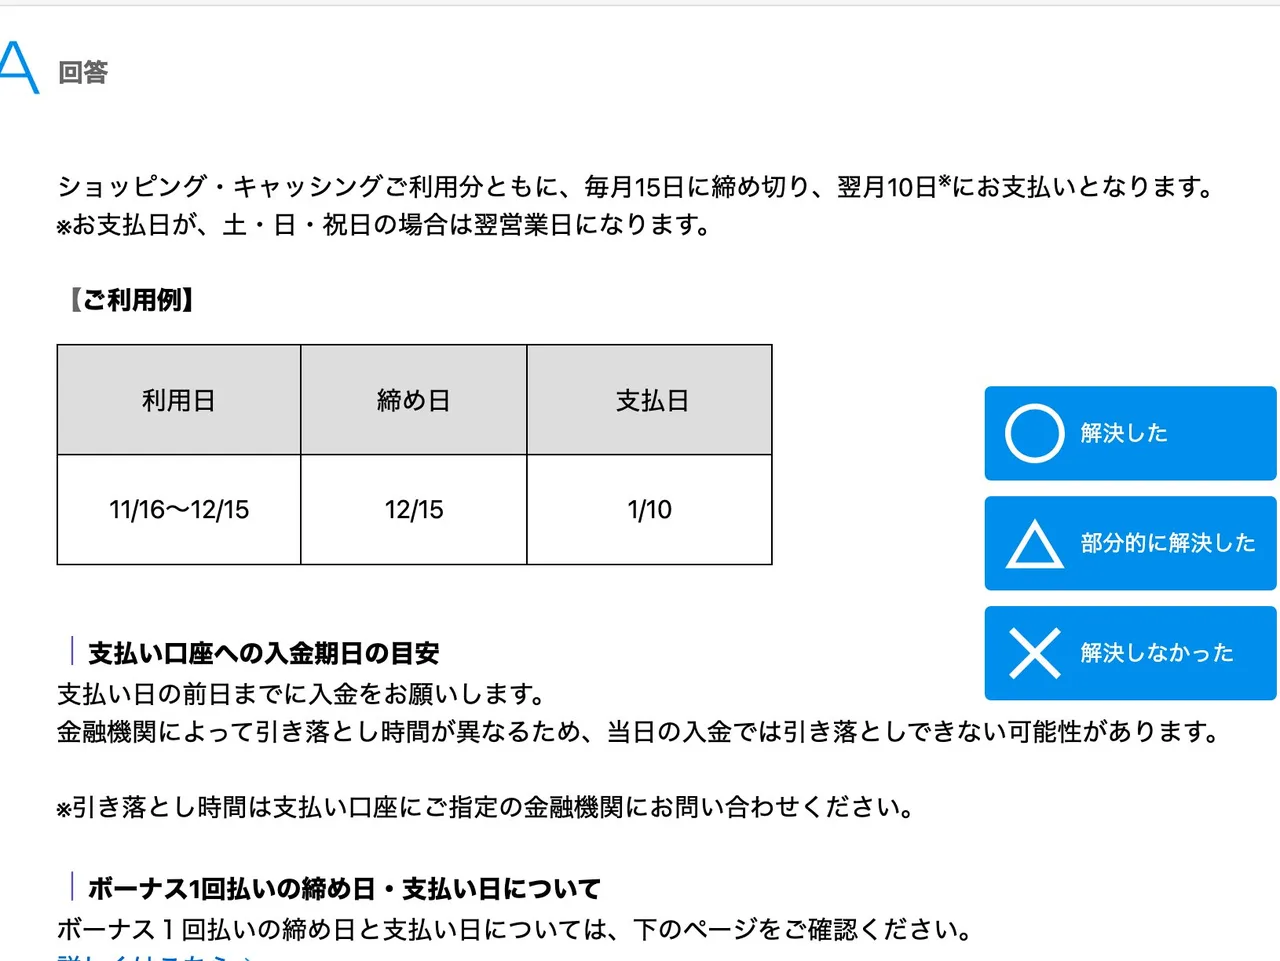 A 回答
ショッピング・キャッシングご利用分ともに、毎月15日に締め切り、翌月10日※にお支払いとなります。
※お支払日が、土・日・祝日の場合は翌営業日になります。
【ご利用例】
利用日 締め日 支払日
11/16〜12/15 12/15 1/10
解決した
部分的に解決した
解決しなかった
支払い口座への入金期日の目安
支払い日の前日までに入金をお願いします。
金融機関によって引き落とし時間が異なるため、当日の入金では引き落としできない可能性があります。
※引き落とし時間は支払い口座にご指定の金融機関にお問い合わせください。
ボーナス1回払いの締め日・支払い日について
ボーナス１回払いの締め日と支払い日については、下のページをご確認ください。
詳しくはこちら